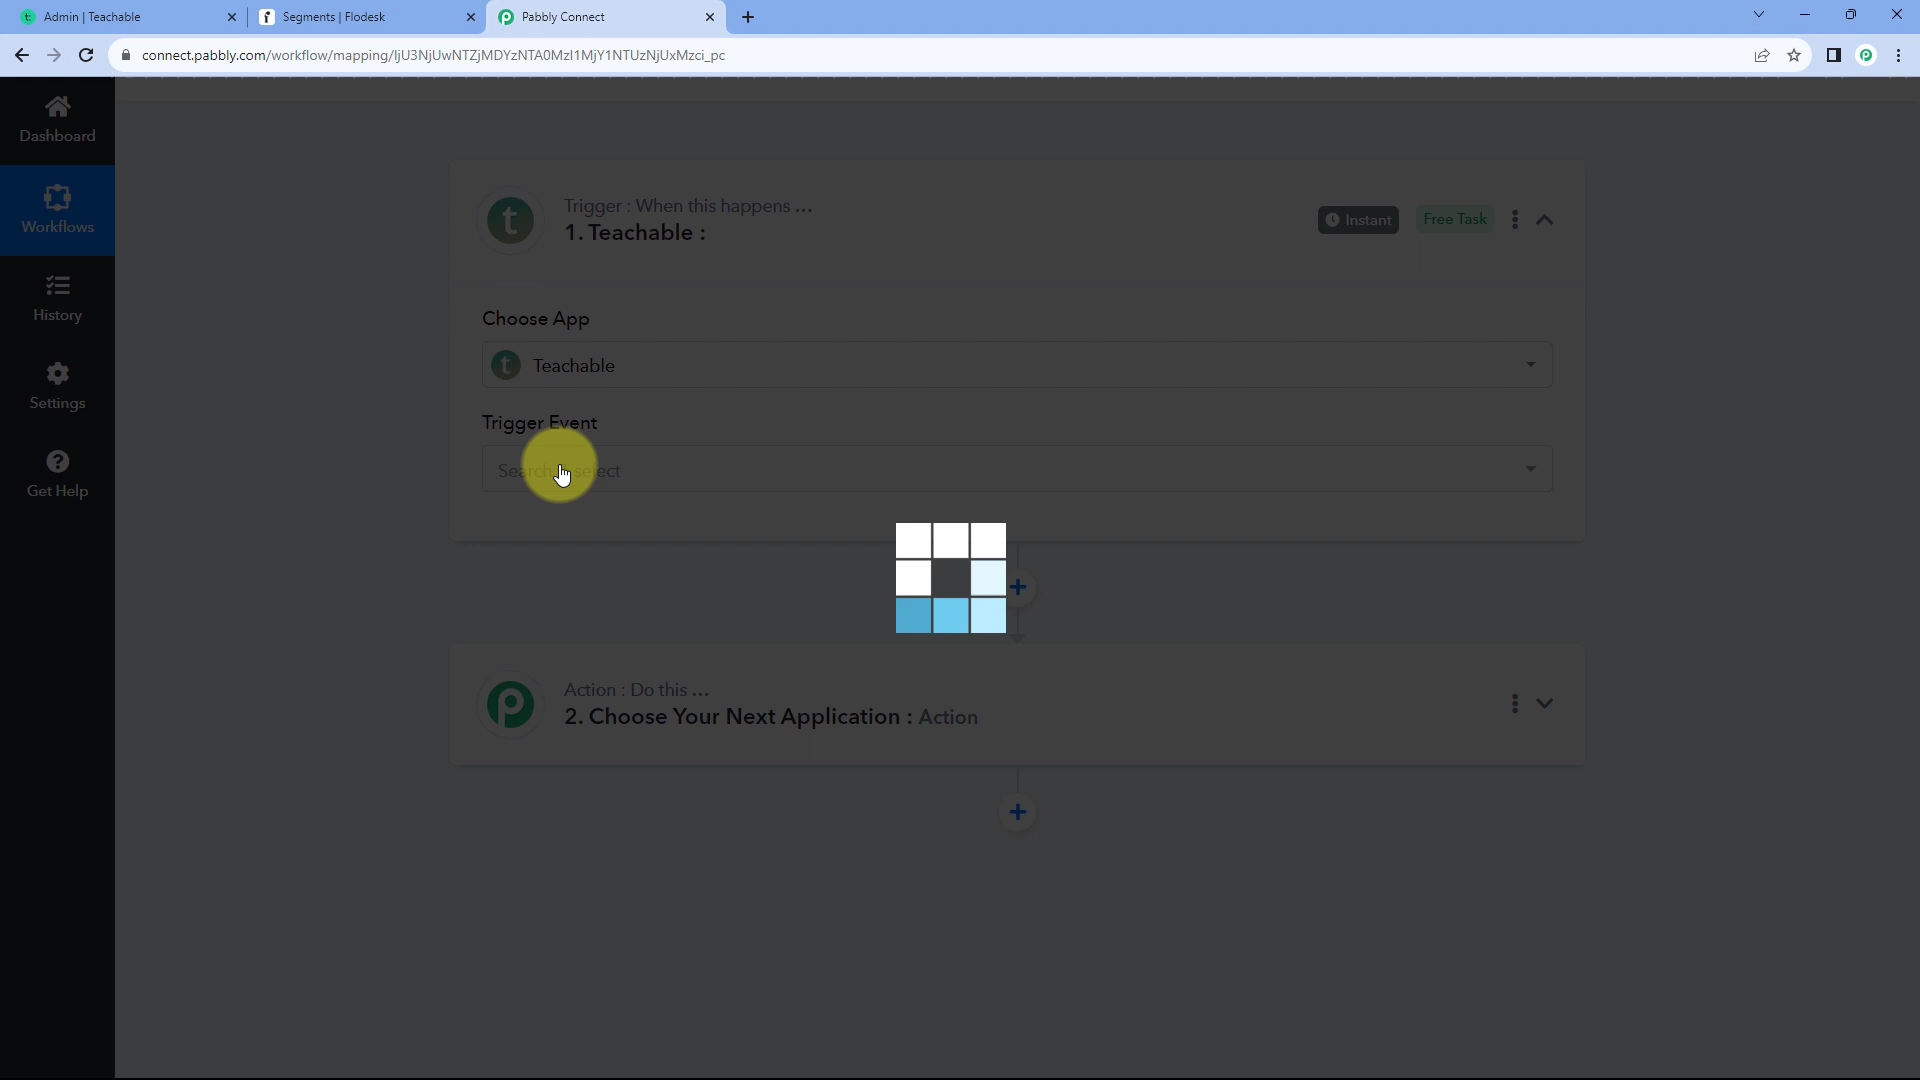 Admin | Teachable
Segments | Flodesk
Pabbly Connect
connect.pabbly.com/workflow/mapping/IjU3NjUwNTZjMDYzNTA0MzI1MjY1NTUzNjUxMzci_pc
Dashboard
Workflows
History
Settings
Get Help
Trigger : When this happens ...
1. Teachable :
Instant
Free Task
Choose App
Teachable
Trigger Event
Search & select
Action : Do this ...
2. Choose Your Next Application : Action